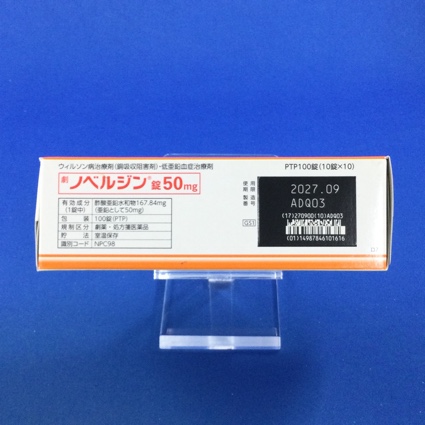 ウィルソン病治療剤(銅吸収阻害剤)・低亜鉛血症治療剤
PTP100錠(10錠×10)
劇 ノベルジン®錠50mg
有効成分(1錠中) 酢酸亜鉛水和物167.84mg(亜鉛として50mg)
包装 100錠(PTP)
規制区分 劇薬・処方箋医薬品
貯法 室温保存
識別コード NPC98
使用期限 2027.09
製造番号 ADQ03
(17)270900(10)ADQ03
GS1
(01)14987846101616